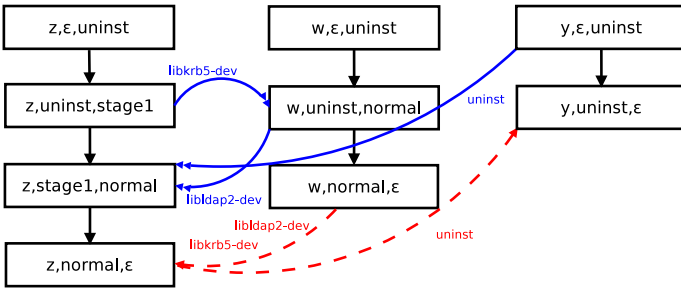 z,ε,uninst
w,ε,uninst
y,ε,uninst
libkrb5-dev
z,uninst,stage1
w,uninst,normal
uninst
y,uninst,ε
z,stage1,normal
w,normal,ε
libldap2-dev
libldap2-dev
libkrb5-dev
uninst
z,normal,ε